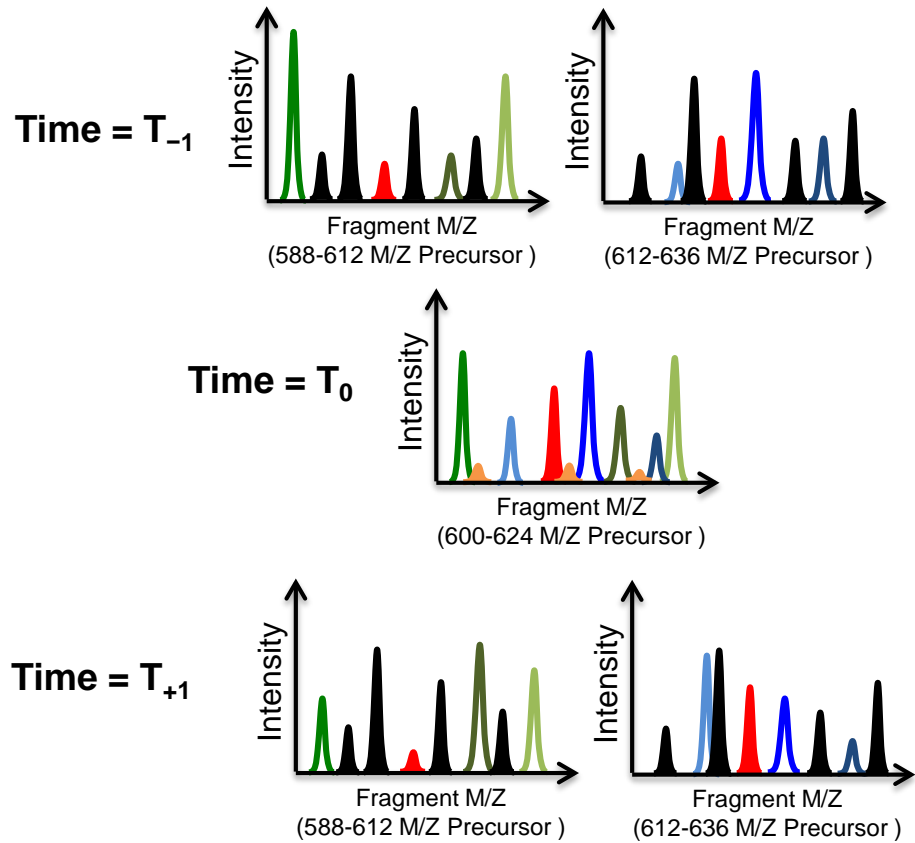 Time = T–1
Intensity
Fragment M/Z
(588-612 M/Z Precursor )
Intensity
Fragment M/Z
(612-636 M/Z Precursor )
Time = T0
Intensity
Fragment M/Z
(600-624 M/Z Precursor )
Time = T+1
Intensity
Fragment M/Z
(588-612 M/Z Precursor )
Intensity
Fragment M/Z
(612-636 M/Z Precursor )